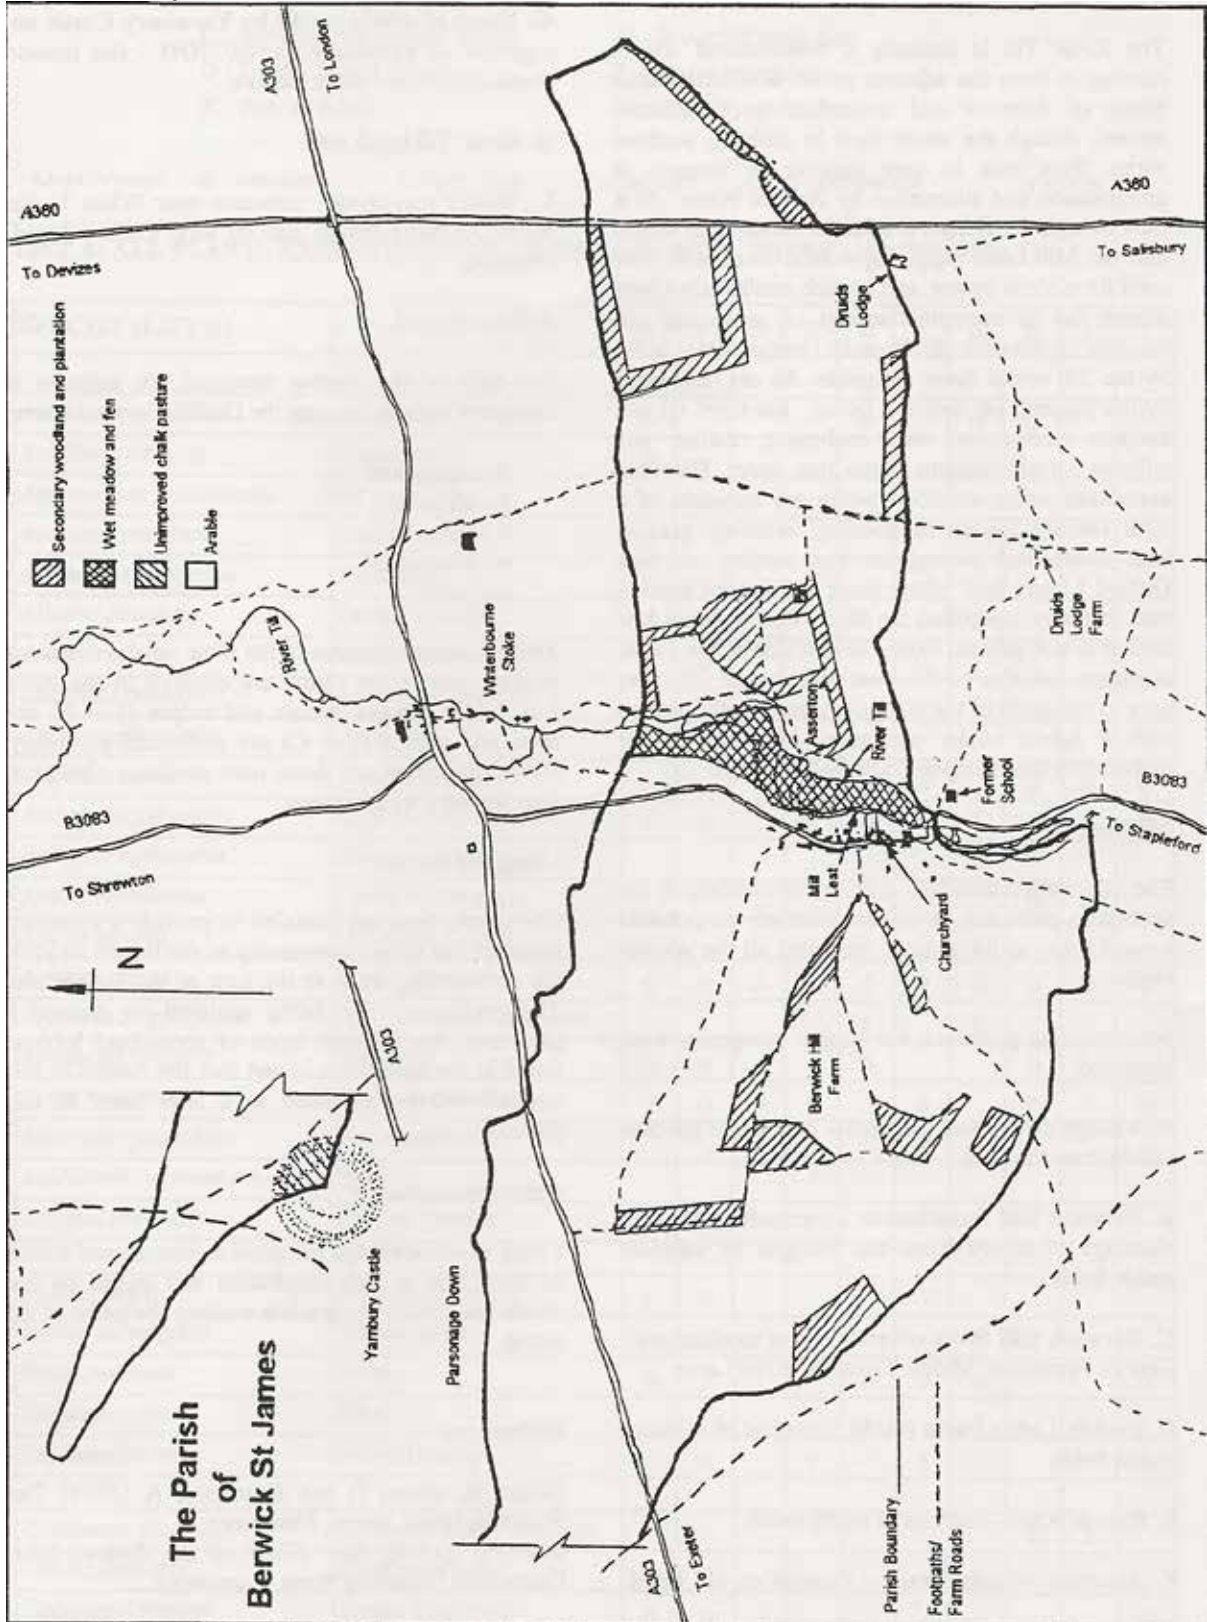 The Parish
of
Berwick St James
N
Secondary woodland and plantation
Wet meadow and fen
Unimproved chalk pasture
Arable
To Devizes
A360
A303
To London
B3083
To Shrewton
River Till
Winterbourne
Stoke
A303
Yarnbury Castle
Parsonage Down
A360
To Salisbury
Druids
Lodge
Druids
Lodge
Farm
Asserton
River Till
Former
School
B3083
To Stapleford
Mill
Leat
Churchyard
Berwick Hill
Farm
A303
To Exeter
Parish Boundary
Footpaths/
Farm Roads